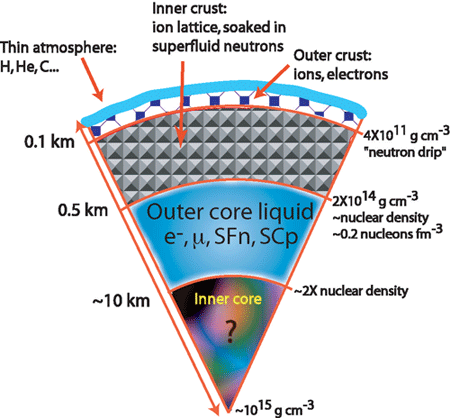 Inner crust:
ion lattice, soaked in
superfluid neutrons
Thin atmosphere:
H, He, C...
Outer crust:
ions, electrons
0.1 km
4X10¹¹ g cm⁻³
"neutron drip"
0.5 km
2X10¹⁴ g cm⁻³
~nuclear density
~0.2 nucleons fm⁻³
Outer core liquid
e⁻, μ, SFn, SCp
~10 km
~2X nuclear density
Inner core
?
~10¹⁵ g cm⁻³